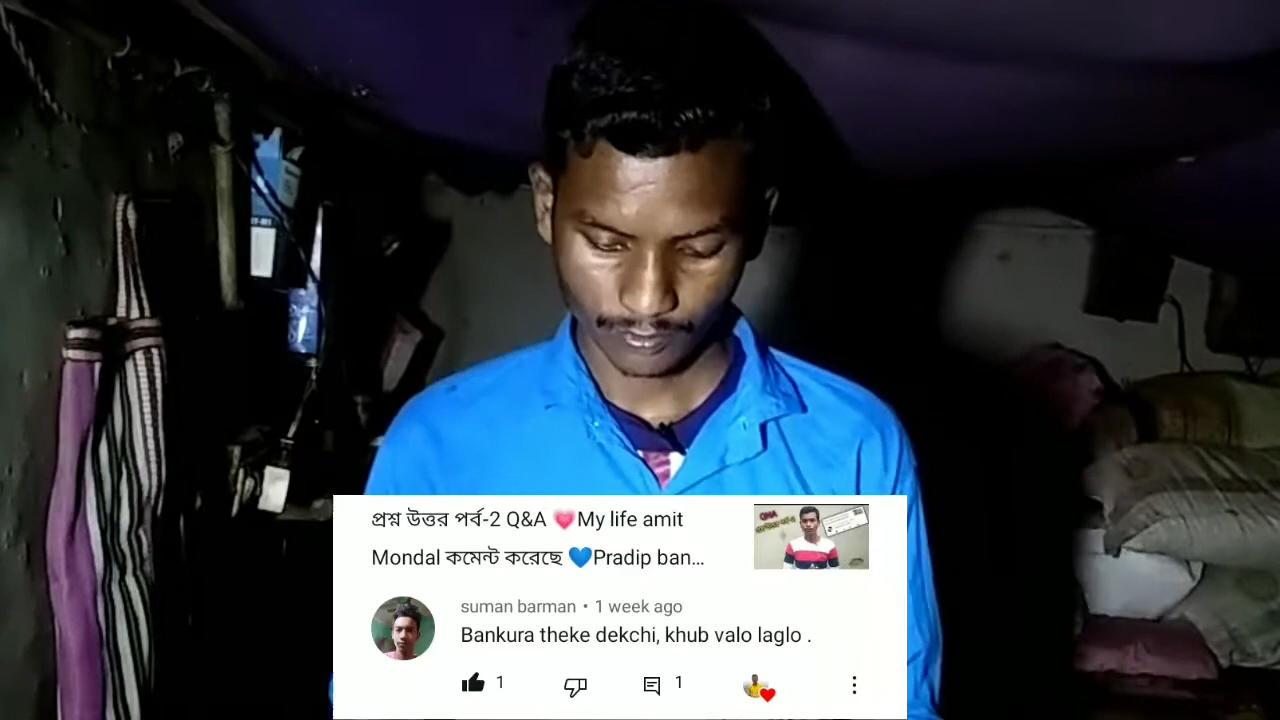 প্রশ্ন উত্তর পর্ব-2 Q&A 💗My life amit
Mondal কমেন্ট করেছে 💙Pradip ban...
Q&A
suman barman • 1 week ago
Bankura theke dekchi, khub valo laglo .
1
1